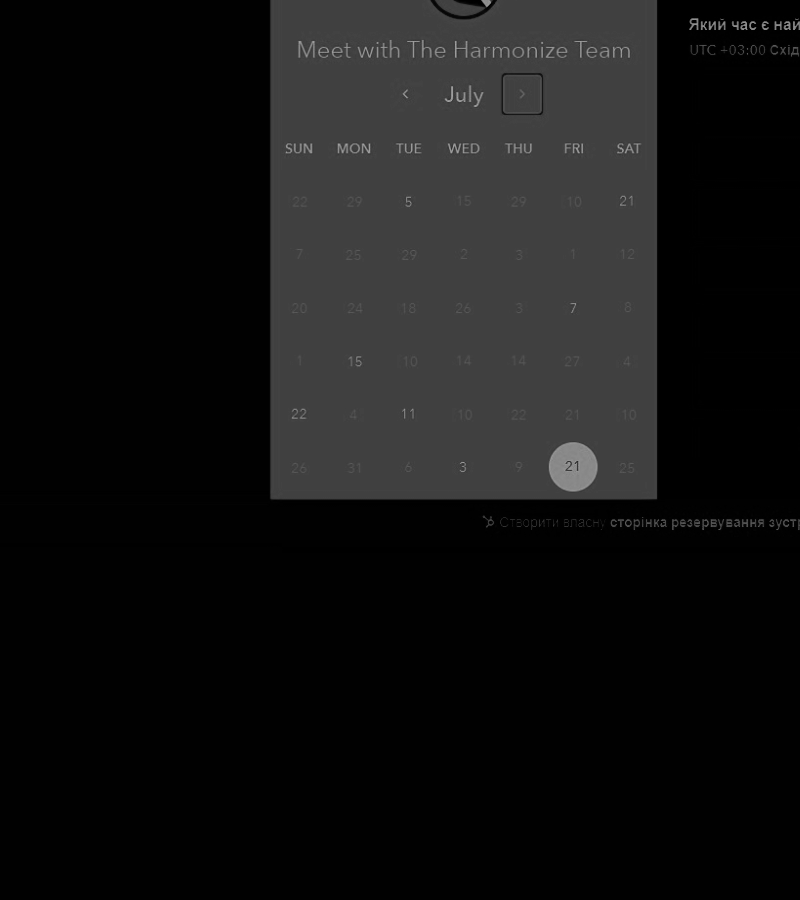 Який час є най
UTC +03:00 Схід
Meet with The Harmonize Team
July
SUN MON TUE WED THU FRI SAT
22 29 5 15 29 10 21
7 25 29 2 3 1 12
20 24 18 26 3 7 8
1 15 10 14 14 27 4
22 4 11 10 22 21 10
26 31 6 3 9 21 25
Створити власну сторінка резервування зустр